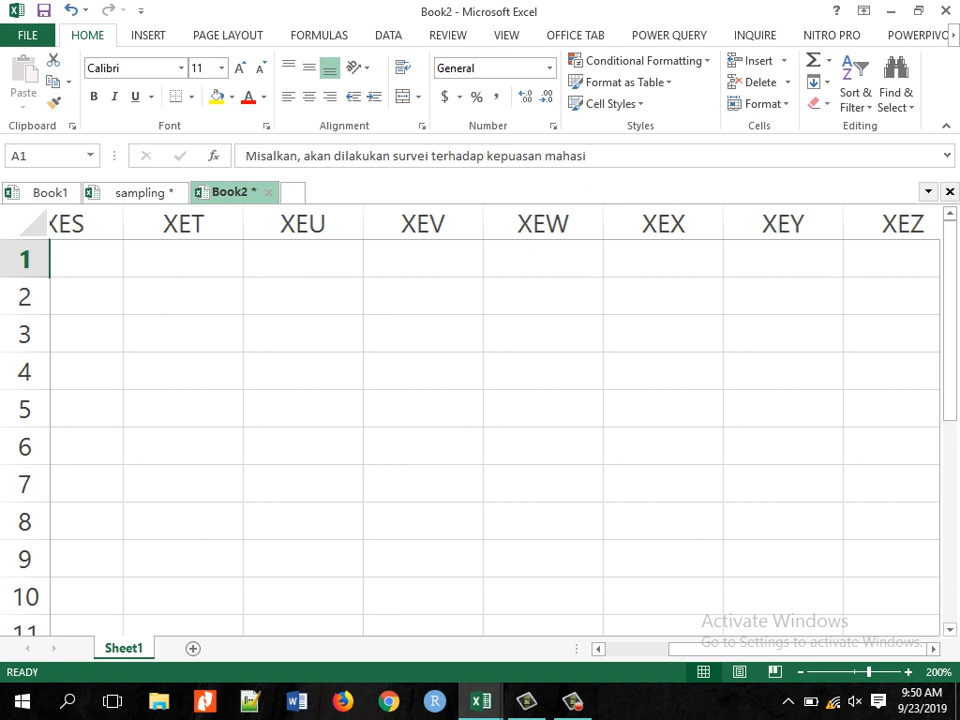 Book2 - Microsoft Excel
FILE HOME INSERT PAGE LAYOUT FORMULAS DATA REVIEW VIEW OFFICE TAB POWER QUERY INQUIRE NITRO PRO POWERPIVO
Paste
Calibri 11
General
Conditional Formatting
Format as Table
Cell Styles
Insert
Delete
Format
Sort & Filter
Find & Select
Clipboard Font Alignment Number Styles Cells Editing
A1 fx Misalkan, akan dilakukan survei terhadap kepuasan mahasi
Book1 sampling * Book2 *
XES XET XEU XEV XEW XEX XEY XEZ
1
2
3
4
5
6
7
8
9
10
11
Activate Windows
Go to Settings to activate Windows.
Sheet1
READY 200%
9:50 AM
9/23/2019